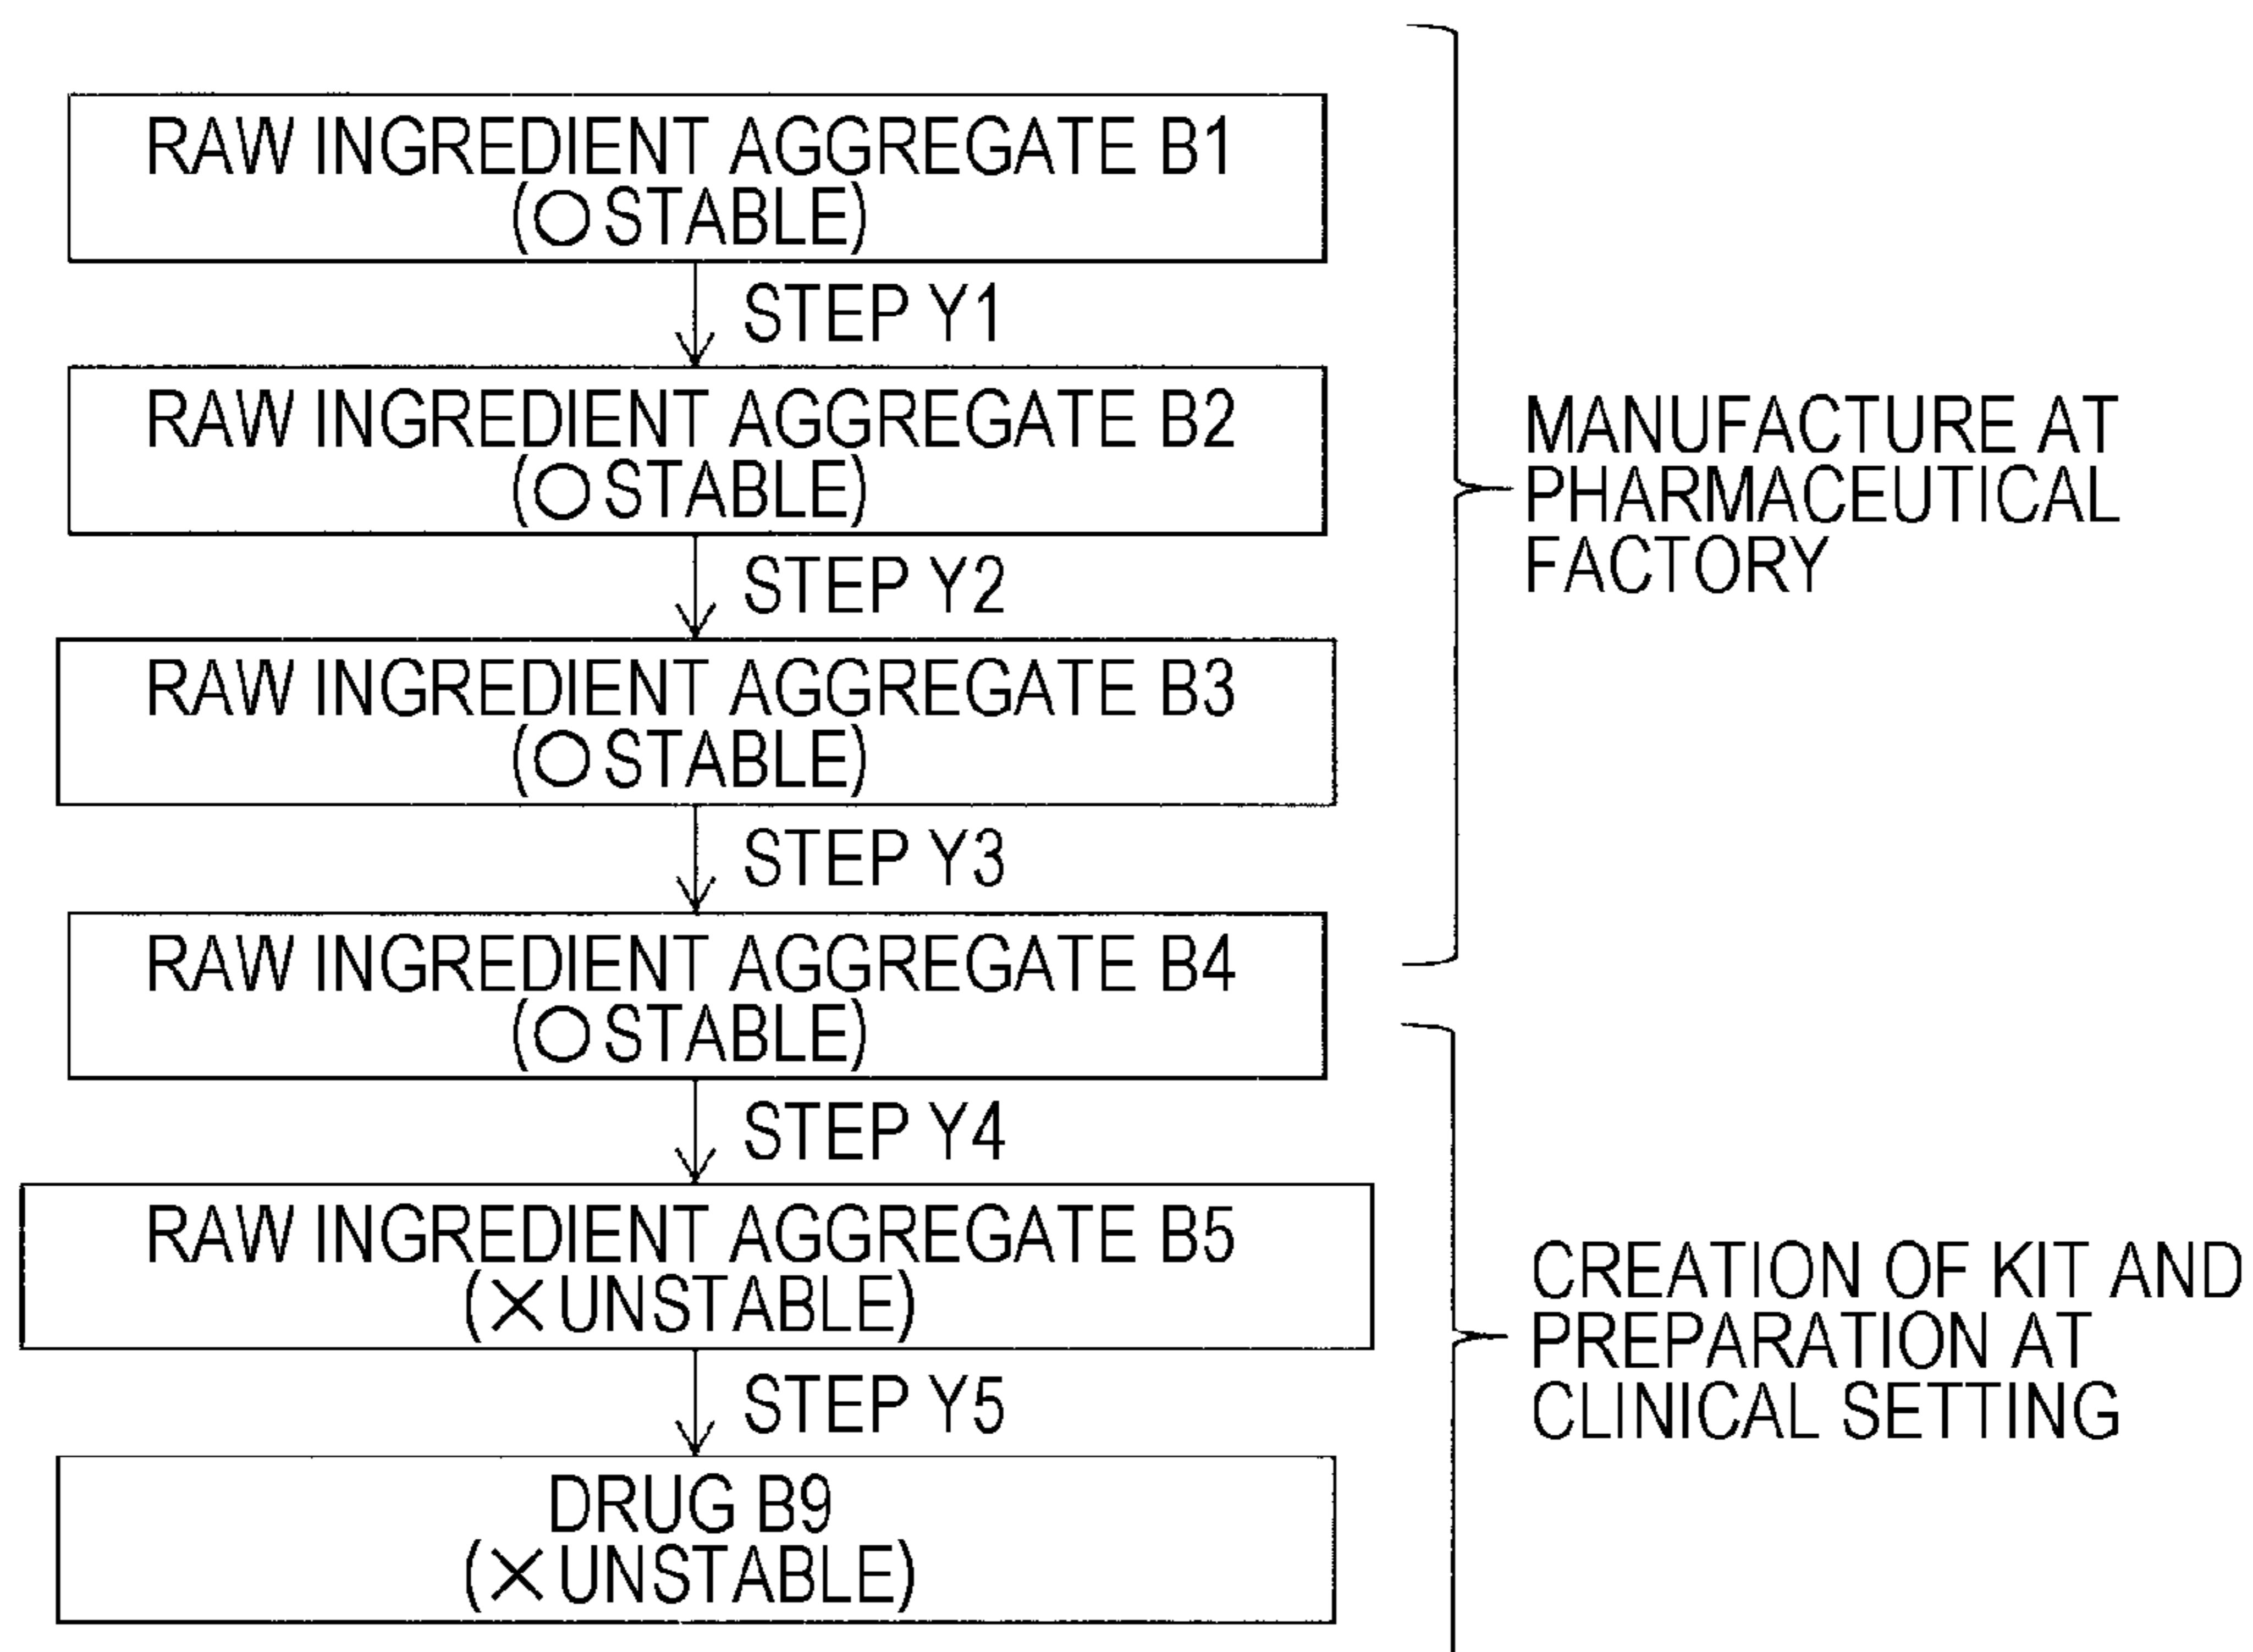 RAW INGREDIENT AGGREGATE B1
(○STABLE)
STEP Y1
RAW INGREDIENT AGGREGATE B2
(○STABLE)
STEP Y2
RAW INGREDIENT AGGREGATE B3
(○STABLE)
STEP Y3
RAW INGREDIENT AGGREGATE B4
(○STABLE)
MANUFACTURE AT
PHARMACEUTICAL
FACTORY
STEP Y4
RAW INGREDIENT AGGREGATE B5
(×UNSTABLE)
STEP Y5
DRUG B9
(×UNSTABLE)
CREATION OF KIT AND
PREPARATION AT
CLINICAL SETTING